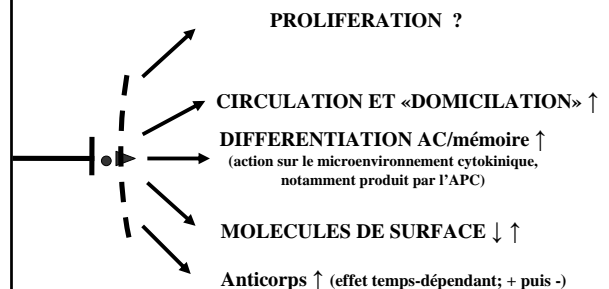 PROLIFERATION ?
CIRCULATION ET «DOMICILATION» ↑
DIFFERENTIATION AC/mémoire ↑
(action sur le microenvironnement cytokinique,
notamment produit par l'APC)
MOLECULES DE SURFACE ↓ ↑
Anticorps ↑ (effet temps-dépendant; + puis -)